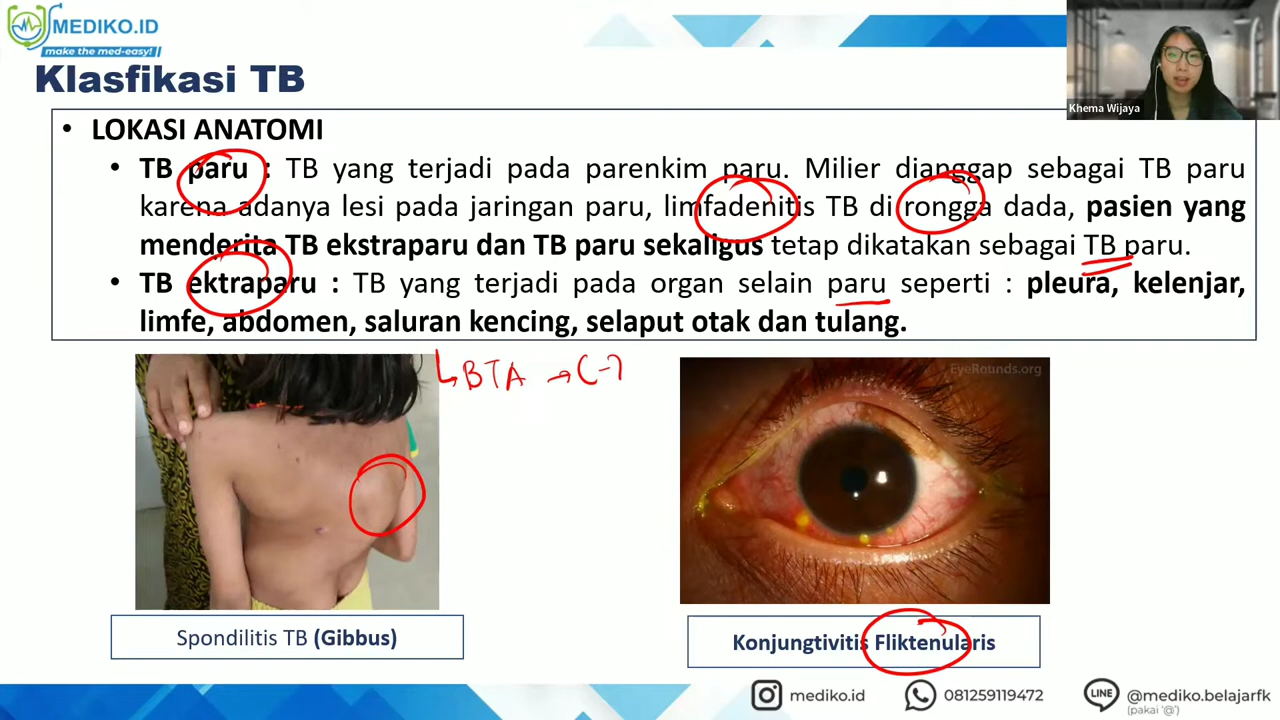 MEDIKO.ID
make the med-easy!
Klasfikasi TB
Khema Wijaya
• LOKASI ANATOMI
• TB paru : TB yang terjadi pada parenkim paru. Milier dianggap sebagai TB paru
karena adanya lesi pada jaringan paru, limfadenitis TB di rongga dada, pasien yang
menderita TB ekstraparu dan TB paru sekaligus tetap dikatakan sebagai TB paru.
• TB ektraparu : TB yang terjadi pada organ selain paru seperti : pleura, kelenjar,
limfe, abdomen, saluran kencing, selaput otak dan tulang.
↳ BTA → (-)
EyeRounds.org
Spondilitis TB (Gibbus)
Konjungtivitis Fliktenularis
mediko.id
081259119472
LINE
@mediko.belajarfk
(pakai '@')